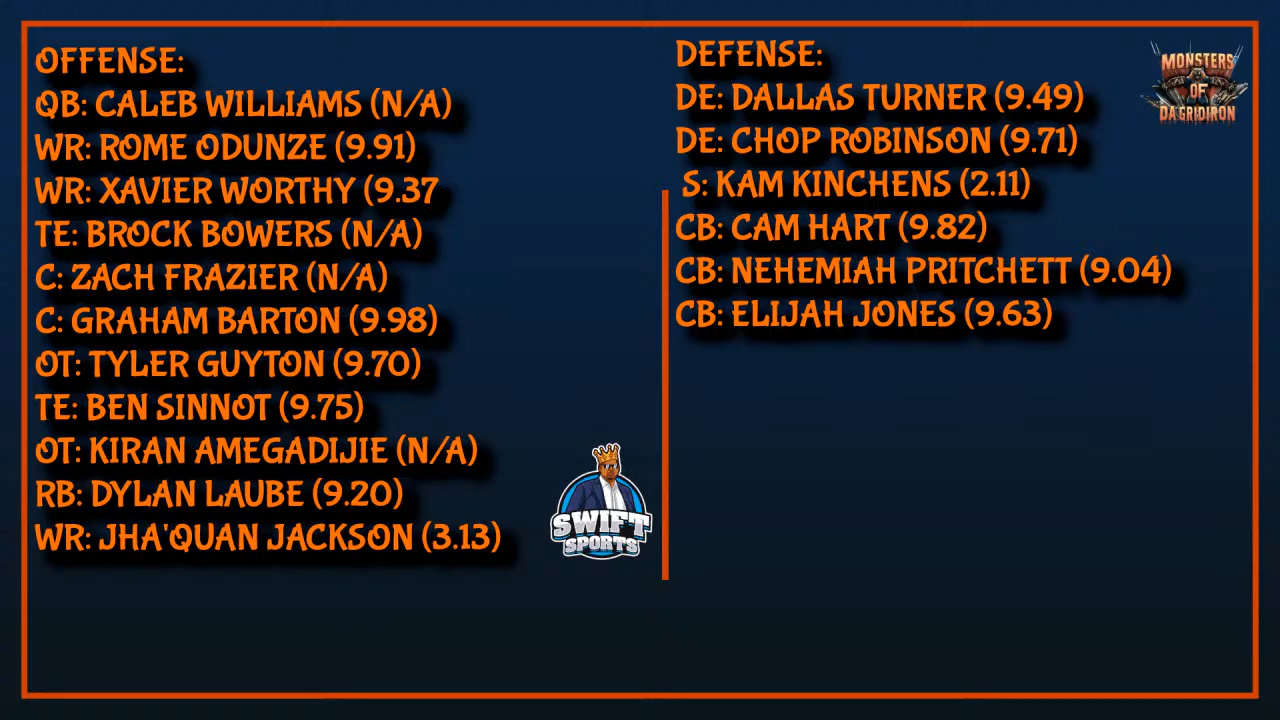 OFFENSE:
QB: CALEB WILLIAMS (N/A)
WR: ROME ODUNZE (9.91)
WR: XAVIER WORTHY (9.37
TE: BROCK BOWERS (N/A)
C: ZACH FRAZIER (N/A)
C: GRAHAM BARTON (9.98)
OT: TYLER GUYTON (9.70)
TE: BEN SINNOT (9.75)
OT: KIRAN AMEGADIJIE (N/A)
RB: DYLAN LAUBE (9.20)
WR: JHA'QUAN JACKSON (3.13)
SWIFT
SPORTS
DEFENSE:
DE: DALLAS TURNER (9.49)
DE: CHOP ROBINSON (9.71)
S: KAM KINCHENS (2.11)
CB: CAM HART (9.82)
CB: NEHEMIAH PRITCHETT (9.04)
CB: ELIJAH JONES (9.63)
MONSTERS
OF
DA GRIDIRON